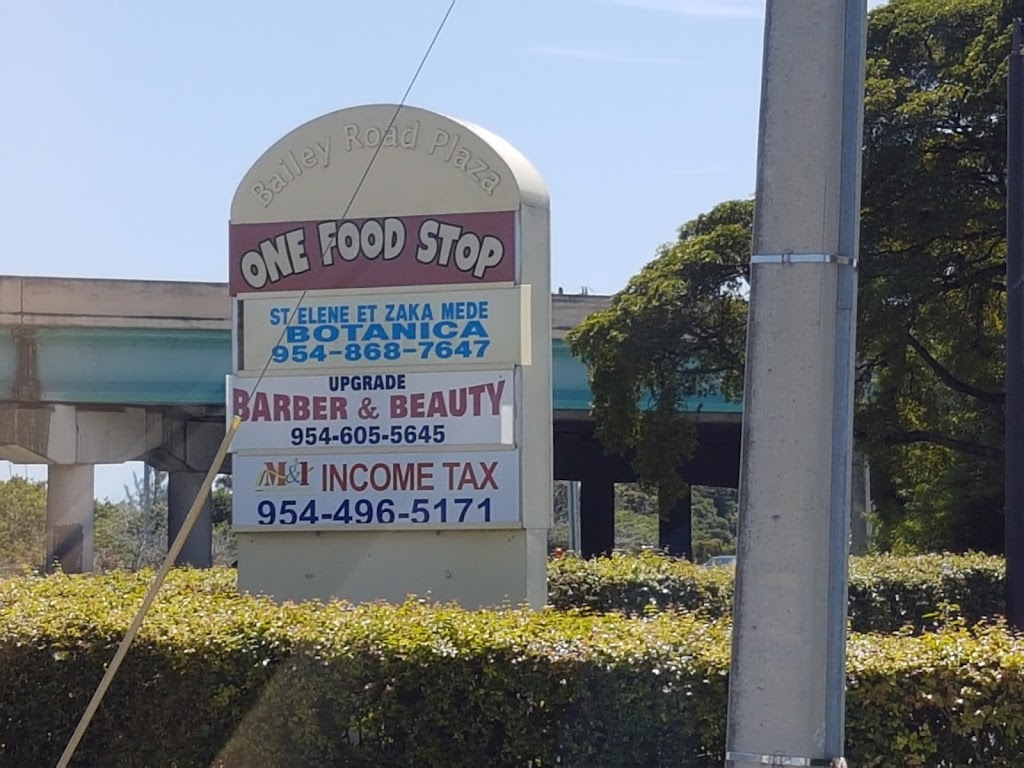 Bailey Road Plaza
ONE FOOD STOP
ST ELENE ET ZAKA MEDE
BOTANICA
954-868-7647
UPGRADE
BARBER & BEAUTY
954-605-5645
M&1 INCOME TAX
954-496-5171